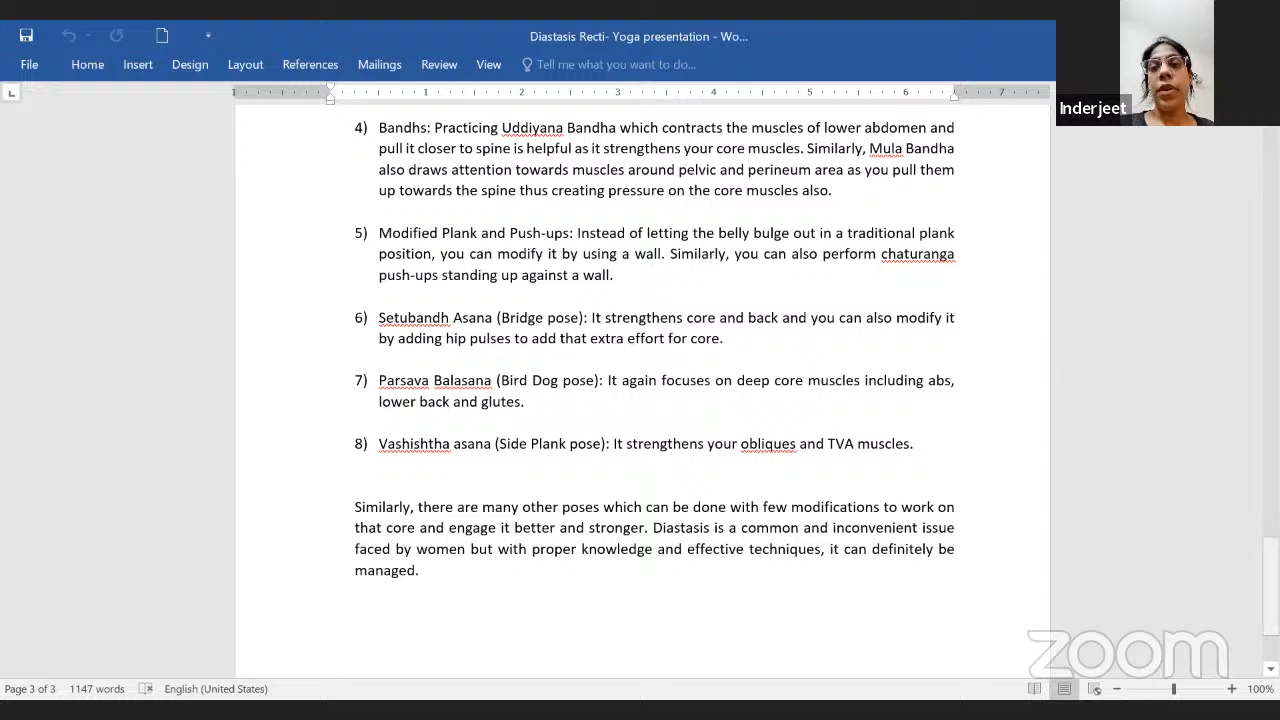 Diastasis Recti- Yoga presentation - Wo...
File Home Insert Design Layout References Mailings Review View Tell me what you want to do...
Inderjeet
1 1 2 3 4 5 6 7
4) Bandhs: Practicing Uddiyana Bandha which contracts the muscles of lower abdomen and
pull it closer to spine is helpful as it strengthens your core muscles. Similarly, Mula Bandha
also draws attention towards muscles around pelvic and perineum area as you pull them
up towards the spine thus creating pressure on the core muscles also.
5) Modified Plank and Push-ups: Instead of letting the belly bulge out in a traditional plank
position, you can modify it by using a wall. Similarly, you can also perform chaturanga
push-ups standing up against a wall.
6) Setubandh Asana (Bridge pose): It strengthens core and back and you can also modify it
by adding hip pulses to add that extra effort for core.
7) Parsava Balasana (Bird Dog pose): It again focuses on deep core muscles including abs,
lower back and glutes.
8) Vashishtha asana (Side Plank pose): It strengthens your obliques and TVA muscles.
Similarly, there are many other poses which can be done with few modifications to work on
that core and engage it better and stronger. Diastasis is a common and inconvenient issue
faced by women but with proper knowledge and effective techniques, it can definitely be
managed.
zoom
Page 3 of 3 1147 words English (United States) 100%